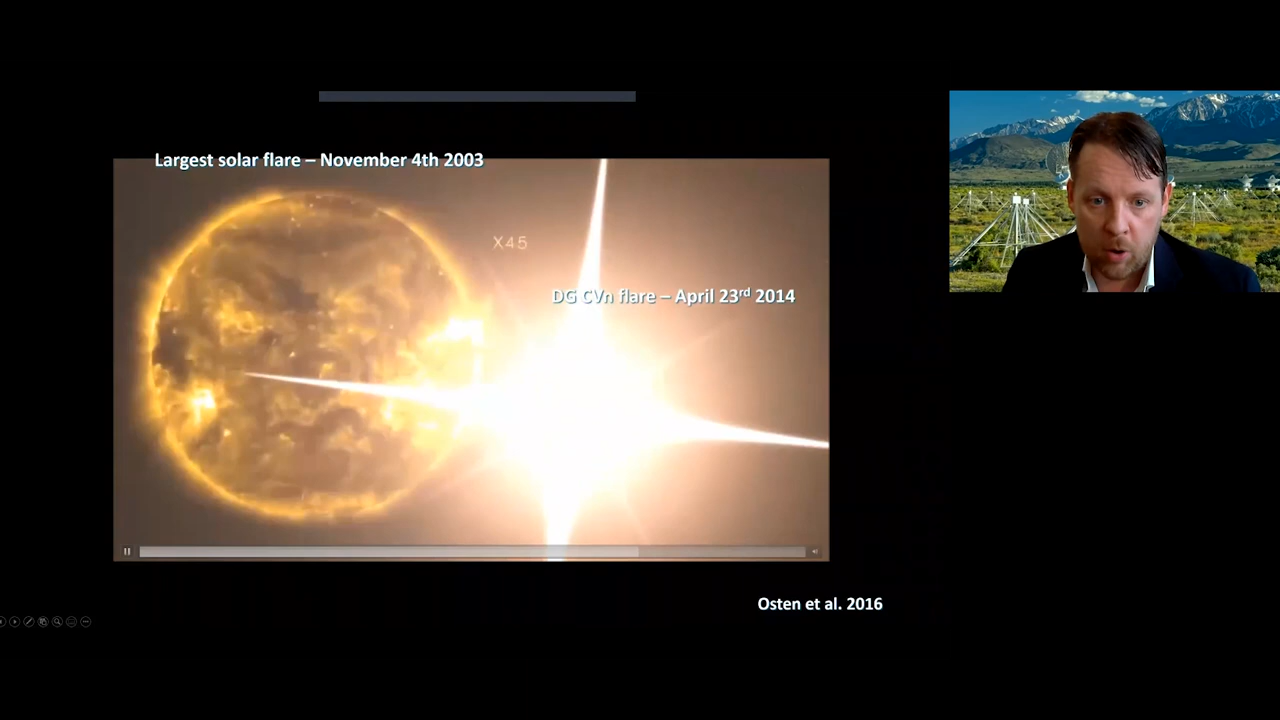 Largest solar flare – November 4th 2003
X45
DG CVn flare – April 23rd 2014
Osten et al. 2016